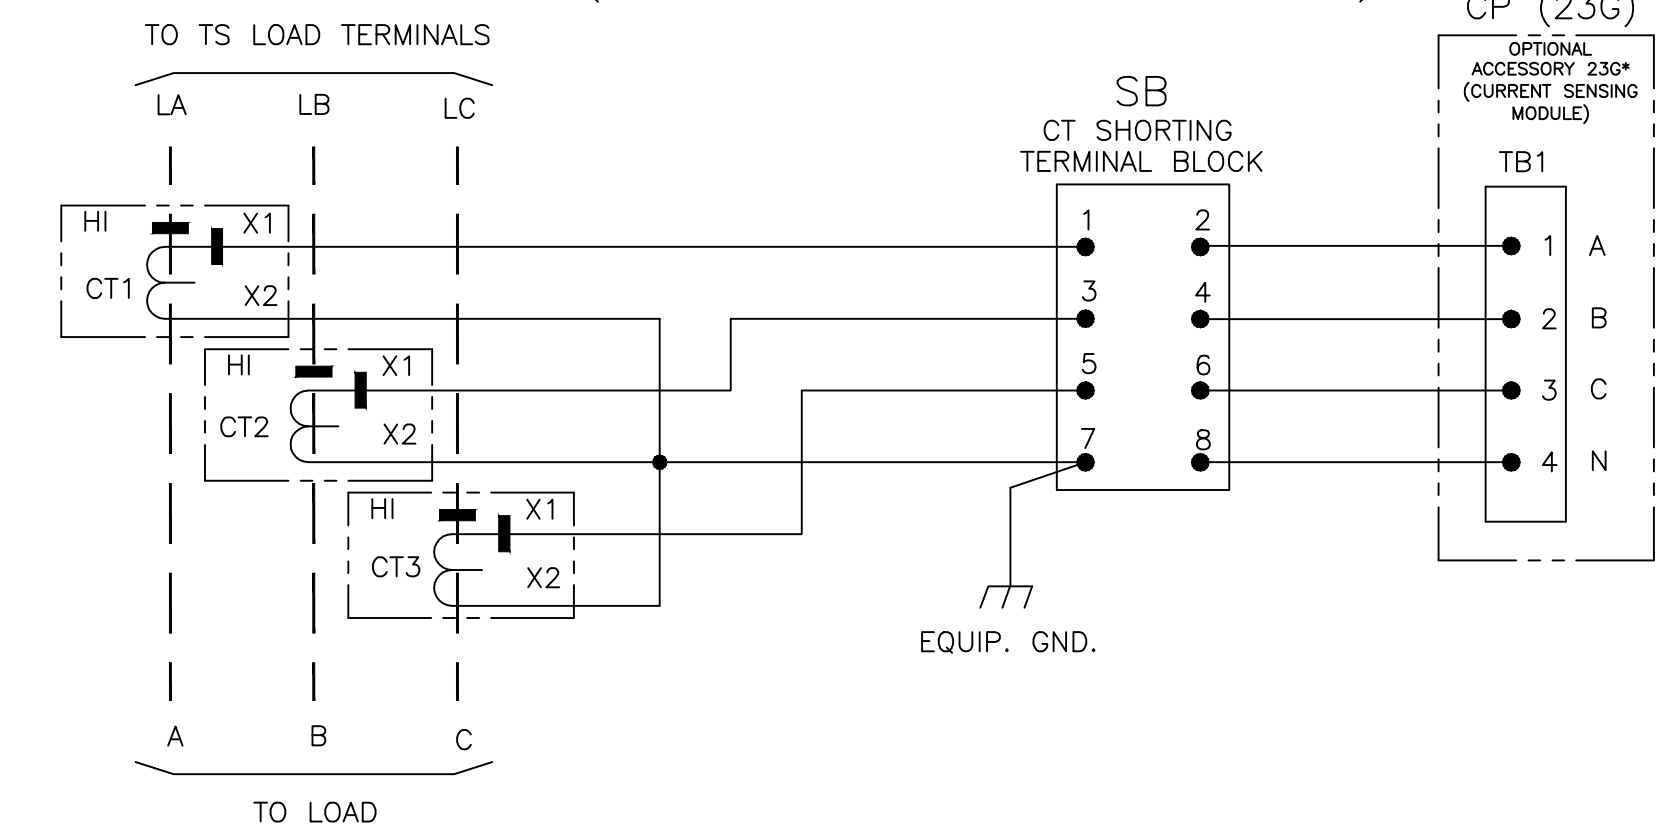 CP (23G)
TO TS LOAD TERMINALS
OPTIONAL
ACCESSORY 23G*
(CURRENT SENSING
MODULE)
LA LB LC
SB
CT SHORTING
TERMINAL BLOCK
TB1
HI X1
CT1
X2
1 2
1 A
3 4
2 B
HI X1
CT2
X2
5 6
3 C
7 8
4 N
HI X1
CT3
X2
EQUIP. GND.
A B C
TO LOAD